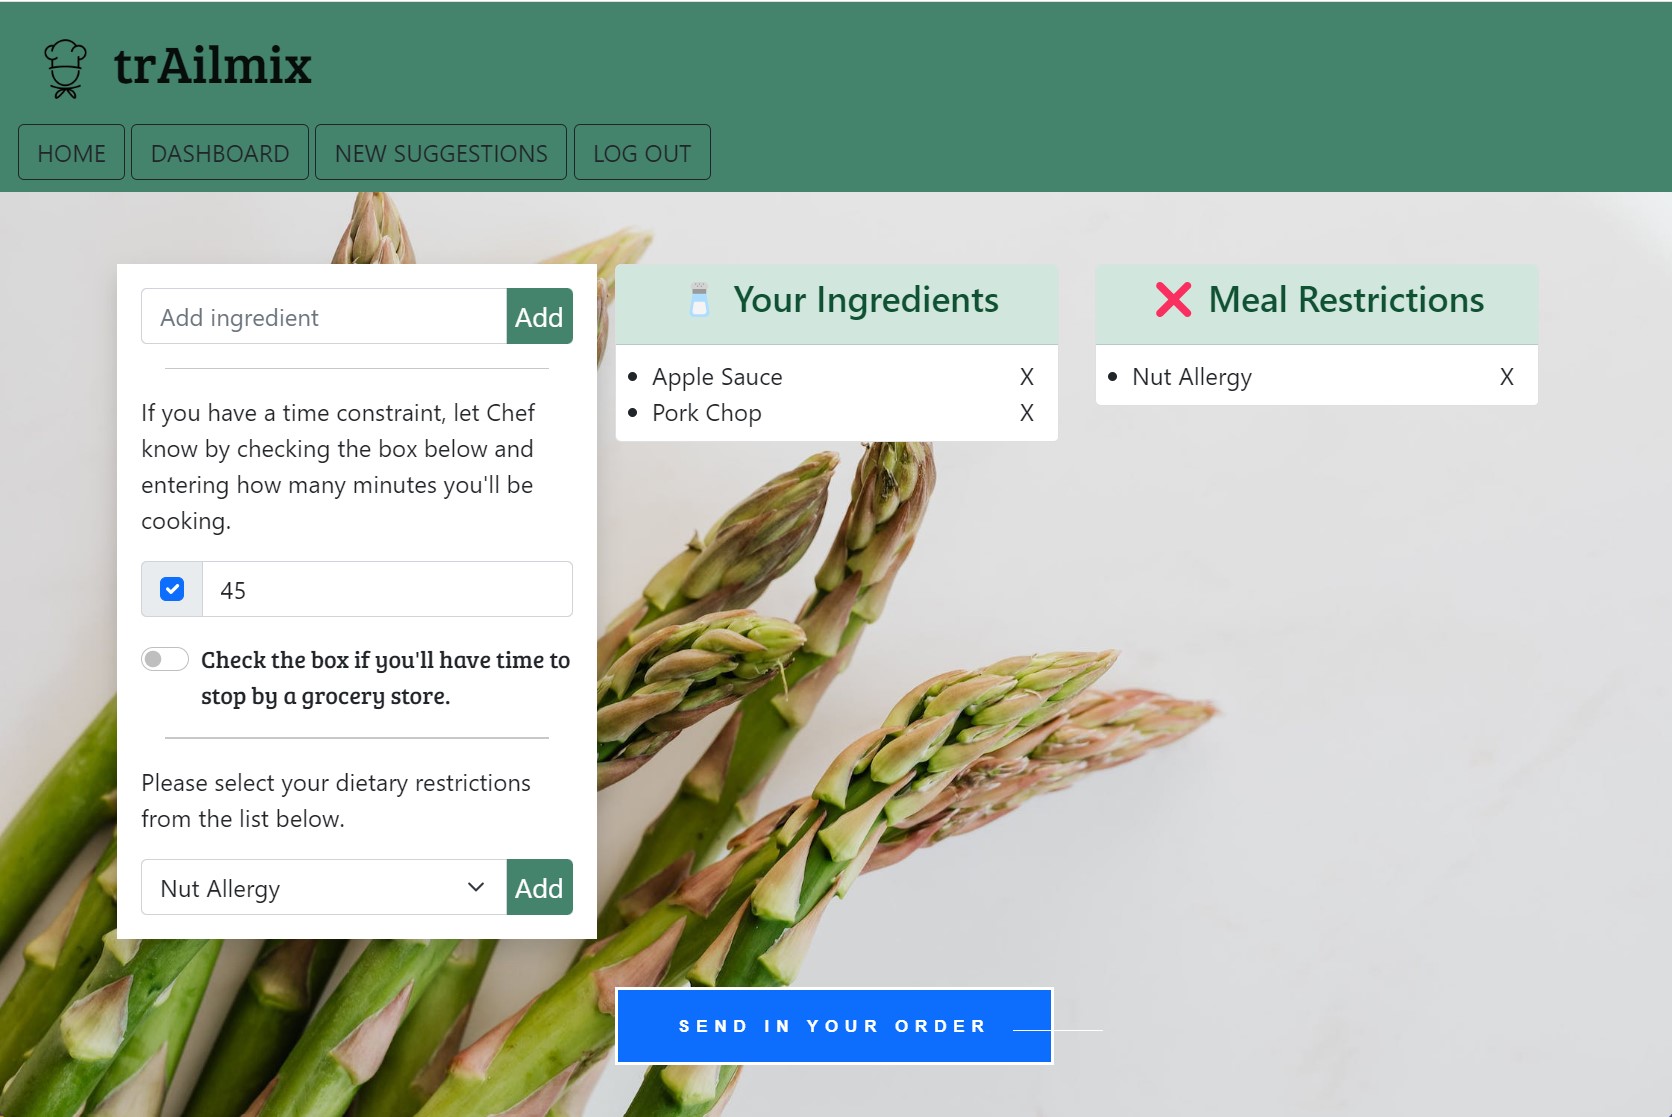 trAilmix
HOME
DASHBOARD
NEW SUGGESTIONS
LOG OUT
Add ingredient
Add
If you have a time constraint, let Chef
know by checking the box below and
entering how many minutes you'll be
cooking.
45
Check the box if you'll have time to
stop by a grocery store.
Please select your dietary restrictions
from the list below.
Nut Allergy
Add
Your Ingredients
Apple Sauce X
Pork Chop X
Meal Restrictions
Nut Allergy X
SEND IN YOUR ORDER